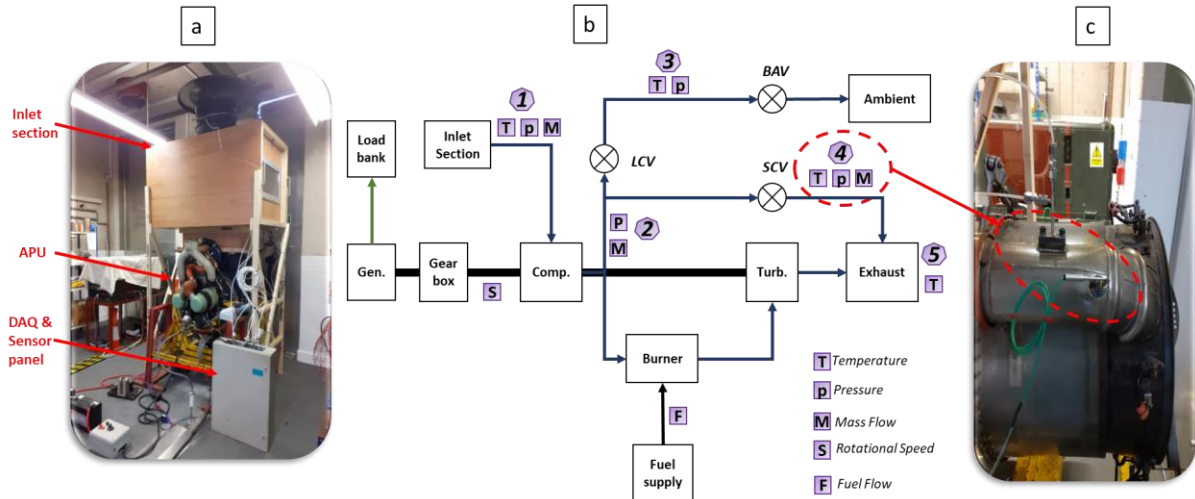 a
b
c
Inlet
section
APU
DAQ &
Sensor
panel
Load
bank
Gen.
Gear
box
S
1
T p M
Inlet
Section
Comp.
3
T p
BAV
Ambient
LCV
SCV
4
T p M
P
M
2
Turb.
Exhaust
5
T
Burner
F
Fuel
supply
T Temperature
p Pressure
M Mass Flow
S Rotational Speed
F Fuel Flow